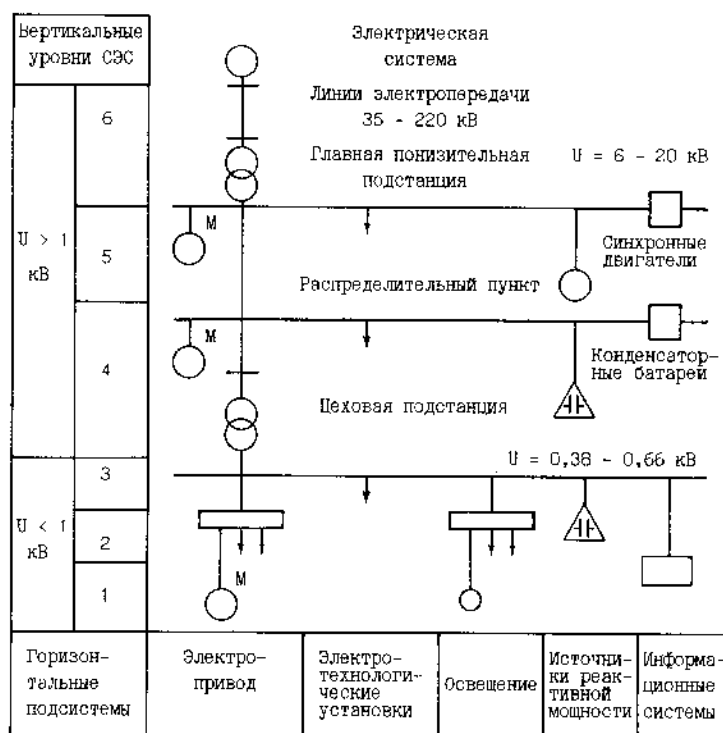 Вертикальные
уровни СЭС
Электрическая
система
6
Линии электропередачи
35 - 220 кВ
Главная понизительная
подстанция
U = 6 - 20 кВ
U > 1
кВ
5
М
Синхронные
двигатели
Распределительный пункт
4
М
Конденсатор-
ные батарей
Цеховая подстанция
3
U = 0,38 - 0,66 кВ
U < 1
кВ
2
1
М
Горизон-
тальные
подсистемы
Электро-
привод
Электро-
технологи-
ческие
установки
Освещение
Источни-
ки реак-
тивной
мощности
Информа-
ционные
системы